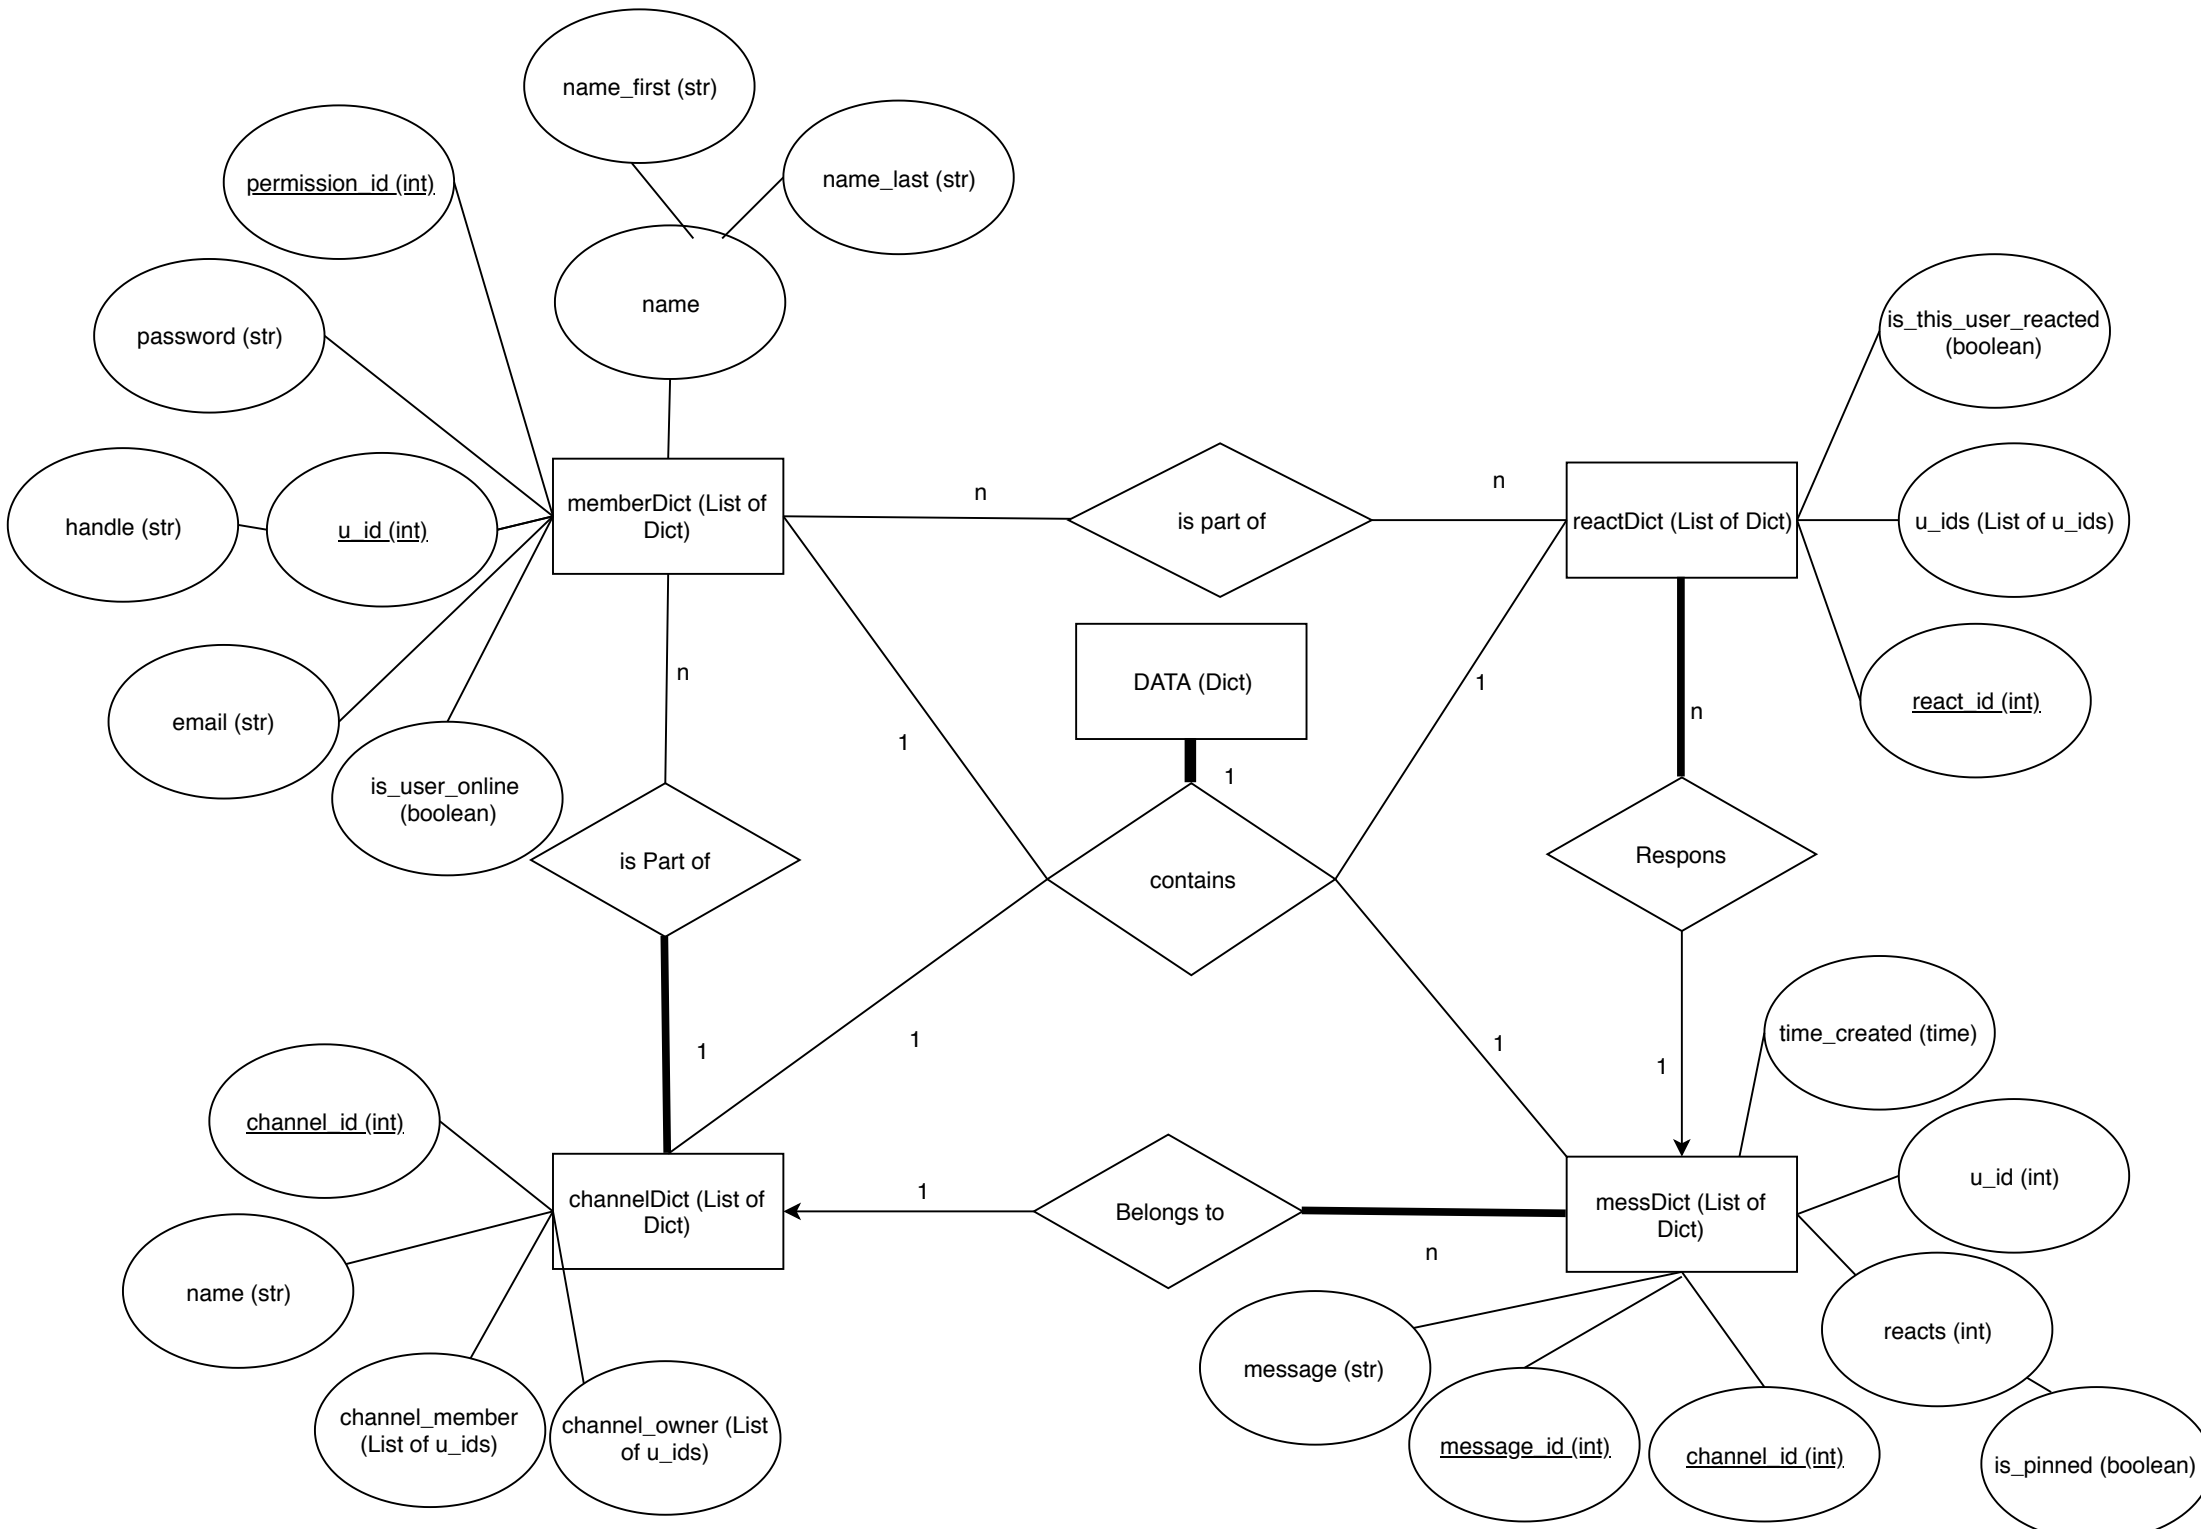 name_first (str)
name_last (str)
permission_id (int)
name
password (str)
is_this_user_reacted
(boolean)
handle (str)
u_id (int)
memberDict (List of
Dict)
n
is part of
n
reactDict (List of Dict)
u_ids (List of u_ids)
n
DATA (Dict)
1
n
react_id (int)
email (str)
1
1
is_user_online
(boolean)
is Part of
contains
Respons
1
1
1
1
time_created (time)
channel_id (int)
channelDict (List of
Dict)
1
Belongs to
n
messDict (List of
Dict)
u_id (int)
name (str)
reacts (int)
message (str)
channel_member
(List of u_ids)
channel_owner (List
of u_ids)
message_id (int)
channel_id (int)
is_pinned (boolean)